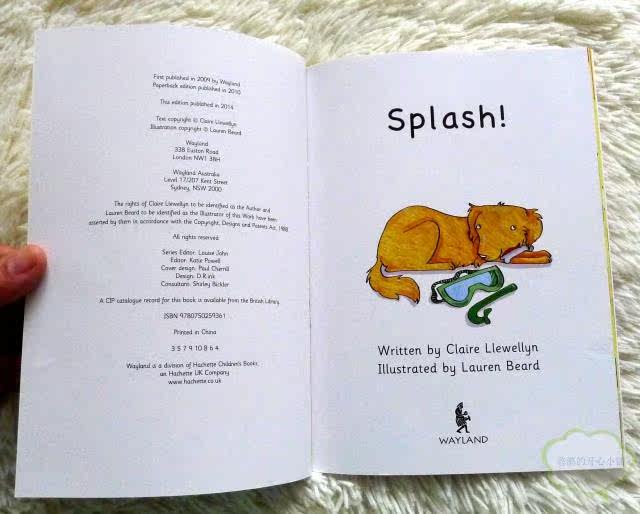 First published in 2009 by Wayland
Paperback edition published in 2010
This edition published in 2014
Text copyright © Claire Llewellyn
Illustration copyright © Lauren Beard
Wayland
338 Euston Road
London NW1 3NH
Wayland Australia
Level 17/207 Kent Street
Sydney, NSW 2000
The rights of Claire Llewellyn to be identified as the Author and
Lauren Beard to be identified as the Illustrator of this Work have been
asserted by them in accordance with the Copyright, Designs and Patents Act, 1988
All rights reserved
Series Editor: Louise John
Editor: Katie Powell
Cover design: Paul Cherrill
Design: D.R.ink
Consultant: Shirley Bickler
A CIP catalogue record for this book is available from the British Library.
ISBN 9780750259361
Printed in China
3 5 7 9 10 8 6 4
Wayland is a division of Hachette Children's Books,
an Hachette UK Company
www.hachette.co.uk
Splash!
Written by Claire Llewellyn
Illustrated by Lauren Beard
WAYLAND
的开心小